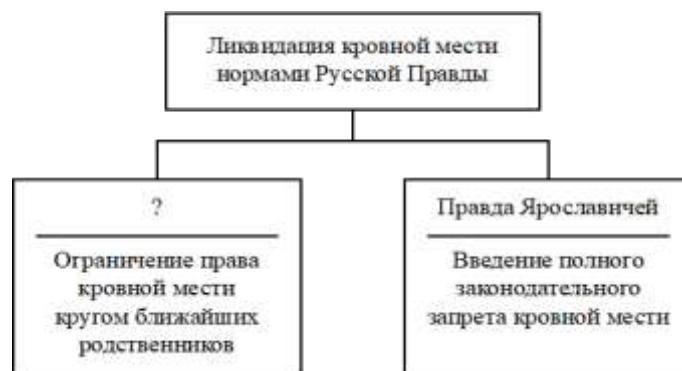 Ликвидация кровной мести
нормами Русской Правды
?
Ограничение права
кровной мести
кругом ближайших
родственников
Правда Ярославичей
Введение полного
законодательного
запрета кровной мести